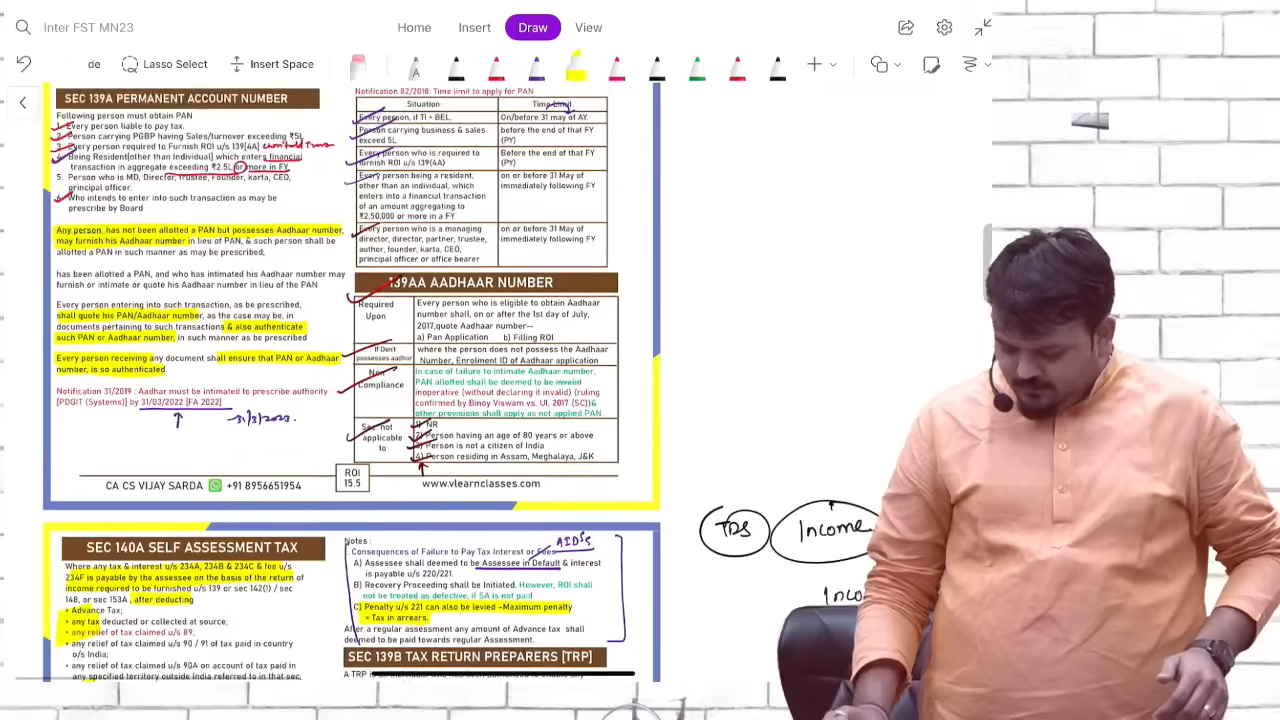 Inter FST MN23
Home Insert Draw View
de Lasso Select Insert Space
SEC 139A PERMANENT ACCOUNT NUMBER
Following person must obtain PAN
1. Every person liable to pay tax.
2. Person carrying PGBP having Sales/turnover exceeding ₹5L
3. Every person required to Furnish ROI u/s 139[4A]
4. Being Resident[other than Individual] which enters financial
transaction in aggregate exceeding ₹2.5L or more in FY
5. Person who is MD, Director, Trustee, Founder, karta, CEO,
principal officer.
6. Who intends to enter into such transaction as may be
prescribe by Board
Any person, has not been allotted a PAN but possesses Aadhaar number,
may furnish his Aadhaar number in lieu of PAN, & such person shall be
allotted a PAN in such manner as may be prescribed,
has been allotted a PAN, and who has intimated his Aadhaar number may
furnish or intimate or quote his Aadhaar number in lieu of the PAN
Every person entering into such transaction, as be prescribed,
shall quote his PAN/Aadhaar number, as the case may be, in
documents pertaining to such transactions & also authenticate
such PAN or Aadhaar number, in such manner as be prescribed
Every person receiving any document shall ensure that PAN or Aadhaar
number, is so authenticated.
Notification 31/2019 : Aadhar must be intimated to prescribe authority
[PDGIT (Systems)] by 31/03/2022 [FA 2022]
Notification 82/2018: Time limit to apply for PAN
Situation Time Limit
Every person, if TI > BEL. On/before 31 may of AY.
Person carrying business & sales before the end of that FY
exceed 5L (PY)
Every person who is required to Before the end of that FY
furnish ROI u/s 139(4A) (PY)
Every person being a resident, on or before 31 May of
other than an individual, which immediately following FY
enters into a financial transaction
of an amount aggregating to
₹2,50,000 or more in a FY
Every person who is a managing on or before 31 May of
director, director, partner, trustee, immediately following FY
author, founder, karta, CEO,
principal officer or office bearer
139AA AADHAAR NUMBER
Required Every person who is eligible to obtain Aadhaar
Upon number shall, on or after the 1st day of July,
2017,quote Aadhaar number—
a) Pan Application b) Filling ROI
If Don't where the person does not possess the Aadhaar
possesses aadhar Number, Enrolment ID of Aadhaar application
Non In case of failure to intimate Aadhaar number,
Compliance PAN allotted shall be deemed to be invalid
inoperative (without declaring it invalid) (ruling
confirmed by Binoy Viswam vs. UI, 2017 (SC))&
other provisions shall apply as not applied PAN
Sec. not 1) NR
applicable 2) Person having an age of 80 years or above
to 3) Person is not a citizen of India
4) Person residing in Assam, Meghalaya, J&K
CA CS VIJAY SARDA +91 8956651954
ROI
15.5
www.vlearnclasses.com
SEC 140A SELF ASSESSMENT TAX
Where any tax & interest u/s 234A, 234B & 234C & fee u/s
234F is payable by the assessee on the basis of the return of
income required to be furnished u/s 139 or sec 142(1) / sec
148, or sec 153A , after deducting
• Advance Tax;
• any tax deducted or collected at source;
• any relief of tax claimed u/s 89;
• any relief of tax claimed u/s 90 / 91 of tax paid in country
o/s India;
• any relief of tax claimed u/s 90A on account of tax paid in
any specified territory outside India referred to in that sec;
Notes :
Consequences of Failure to Pay Tax Interest or Fees
A) Assessee shall deemed to be Assessee in Default & interest
is payable u/s 220/221.
B) Recovery Proceeding shall be Initiated. However, ROI shall
not be treated as defective, if SA is not paid
C) Penalty u/s 221 can also be levied –Maximum penalty
= Tax in arrears.
After a regular assessment any amount of Advance tax shall
deemed to be paid towards regular Assessment.
SEC 139B TAX RETURN PREPARERS [TRP]
TDS Income
Inco